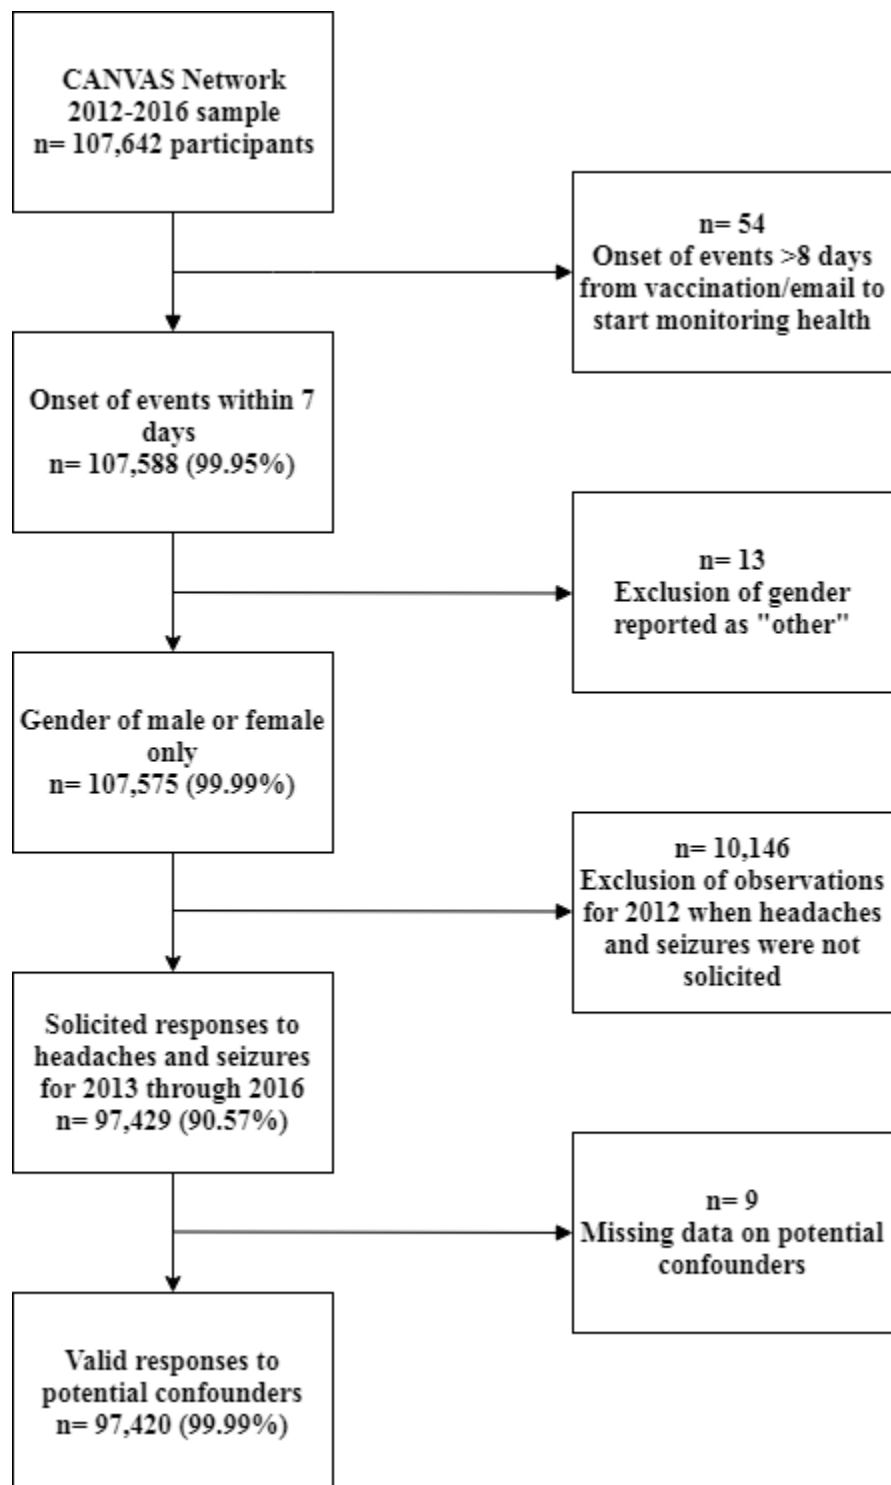 CANVAS Network
2012-2016 sample
n= 107,642 participants
n= 54
Onset of events >8 days
from vaccination/email to
start monitoring health
Onset of events within 7
days
n= 107,588 (99.95%)
n= 13
Exclusion of gender
reported as "other"
Gender of male or female
only
n= 107,575 (99.99%)
n= 10,146
Exclusion of observations
for 2012 when headaches
and seizures were not
solicited
Solicited responses to
headaches and seizures
for 2013 through 2016
n= 97,429 (90.57%)
n= 9
Missing data on potential
confounders
Valid responses to
potential confounders
n= 97,420 (99.99%)